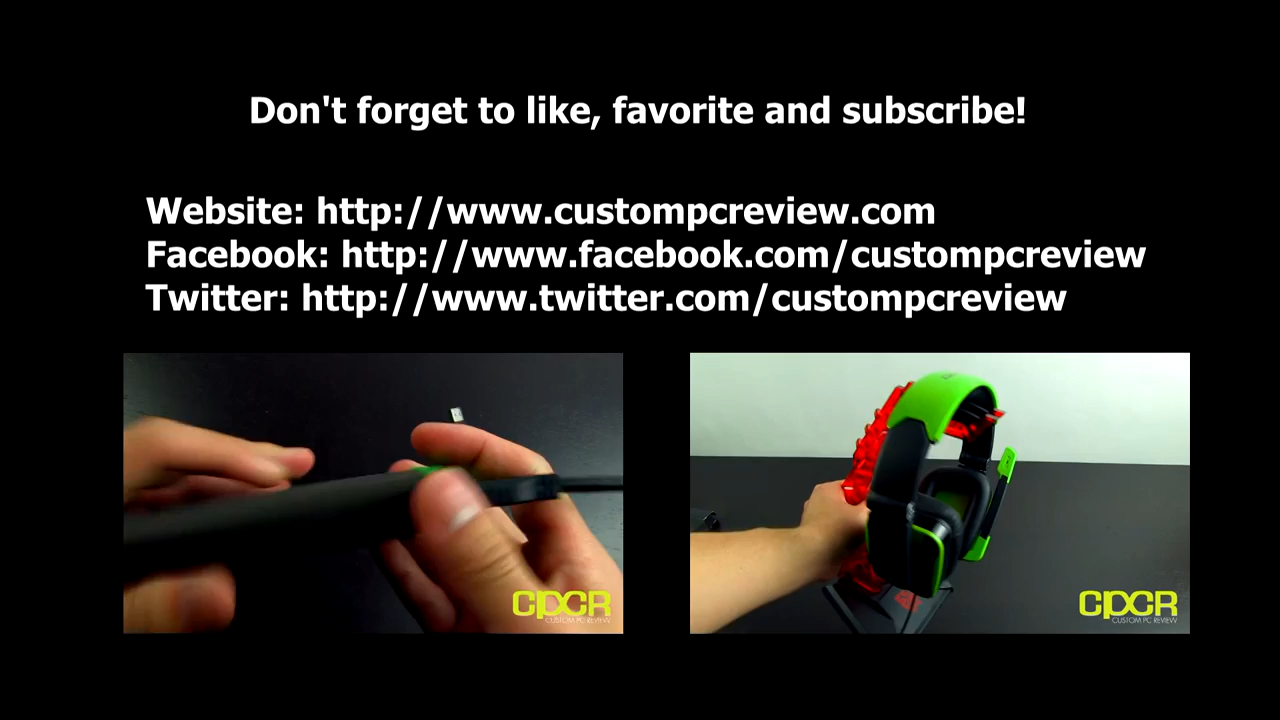 Don't forget to like, favorite and subscribe!
Website: http://www.custompcreview.com
Facebook: http://www.facebook.com/custompcreview
Twitter: http://www.twitter.com/custompcreview
CPCR
CUSTOM PC REVIEW
CPCR
CUSTOM PC REVIEW